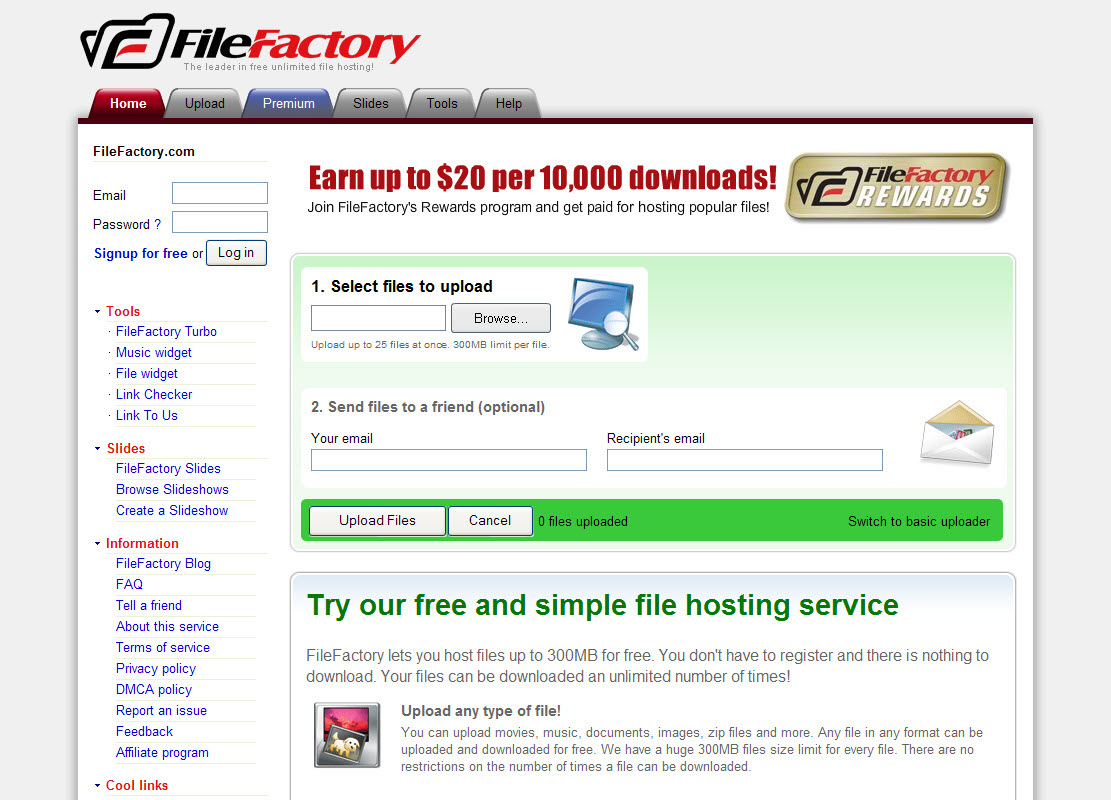 FileFactory
The leader in free unlimited file hosting!
Home Upload Premium Slides Tools Help
FileFactory.com
Email
Password ?
Signup for free or Log in
Tools
FileFactory Turbo
Music widget
File widget
Link Checker
Link To Us
Slides
FileFactory Slides
Browse Slideshows
Create a Slideshow
Information
FileFactory Blog
FAQ
Tell a friend
About this service
Terms of service
Privacy policy
DMCA policy
Report an issue
Feedback
Affiliate program
Cool links
Earn up to $20 per 10,000 downloads!
Join FileFactory's Rewards program and get paid for hosting popular files!
FileFactory
REWARDS
1. Select files to upload
Browse...
Upload up to 25 files at once. 300MB limit per file.
2. Send files to a friend (optional)
Your email Recipient's email
Upload Files Cancel 0 files uploaded Switch to basic uploader
Try our free and simple file hosting service
FileFactory lets you host files up to 300MB for free. You don't have to register and there is nothing to
download. Your files can be downloaded an unlimited number of times!
Upload any type of file!
You can upload movies, music, documents, images, zip files and more. Any file in any format can be
uploaded and downloaded for free. We have a huge 300MB files size limit for every file. There are no
restrictions on the number of times a file can be downloaded.